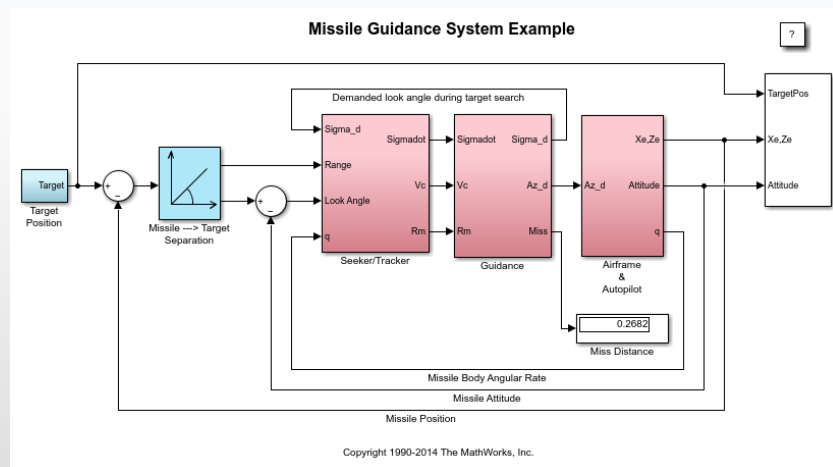 Missile Guidance System Example
?
Demanded look angle during target search
TargetPos
Xe,Ze
Attitude
Target
Target
Position
+
−
Missile ---> Target
Separation
+
−
Sigma_d
Range
Look Angle
q
Sigmadot
Vc
Rm
Seeker/Tracker
Sigmadot
Vc
Rm
Sigma_d
Az_d
Miss
Guidance
Az_d
Xe,Ze
Attitude
q
Airframe
&
Autopilot
0.2682
Miss Distance
Missile Body Angular Rate
Missile Attitude
Missile Position
Copyright 1990-2014 The MathWorks, Inc.